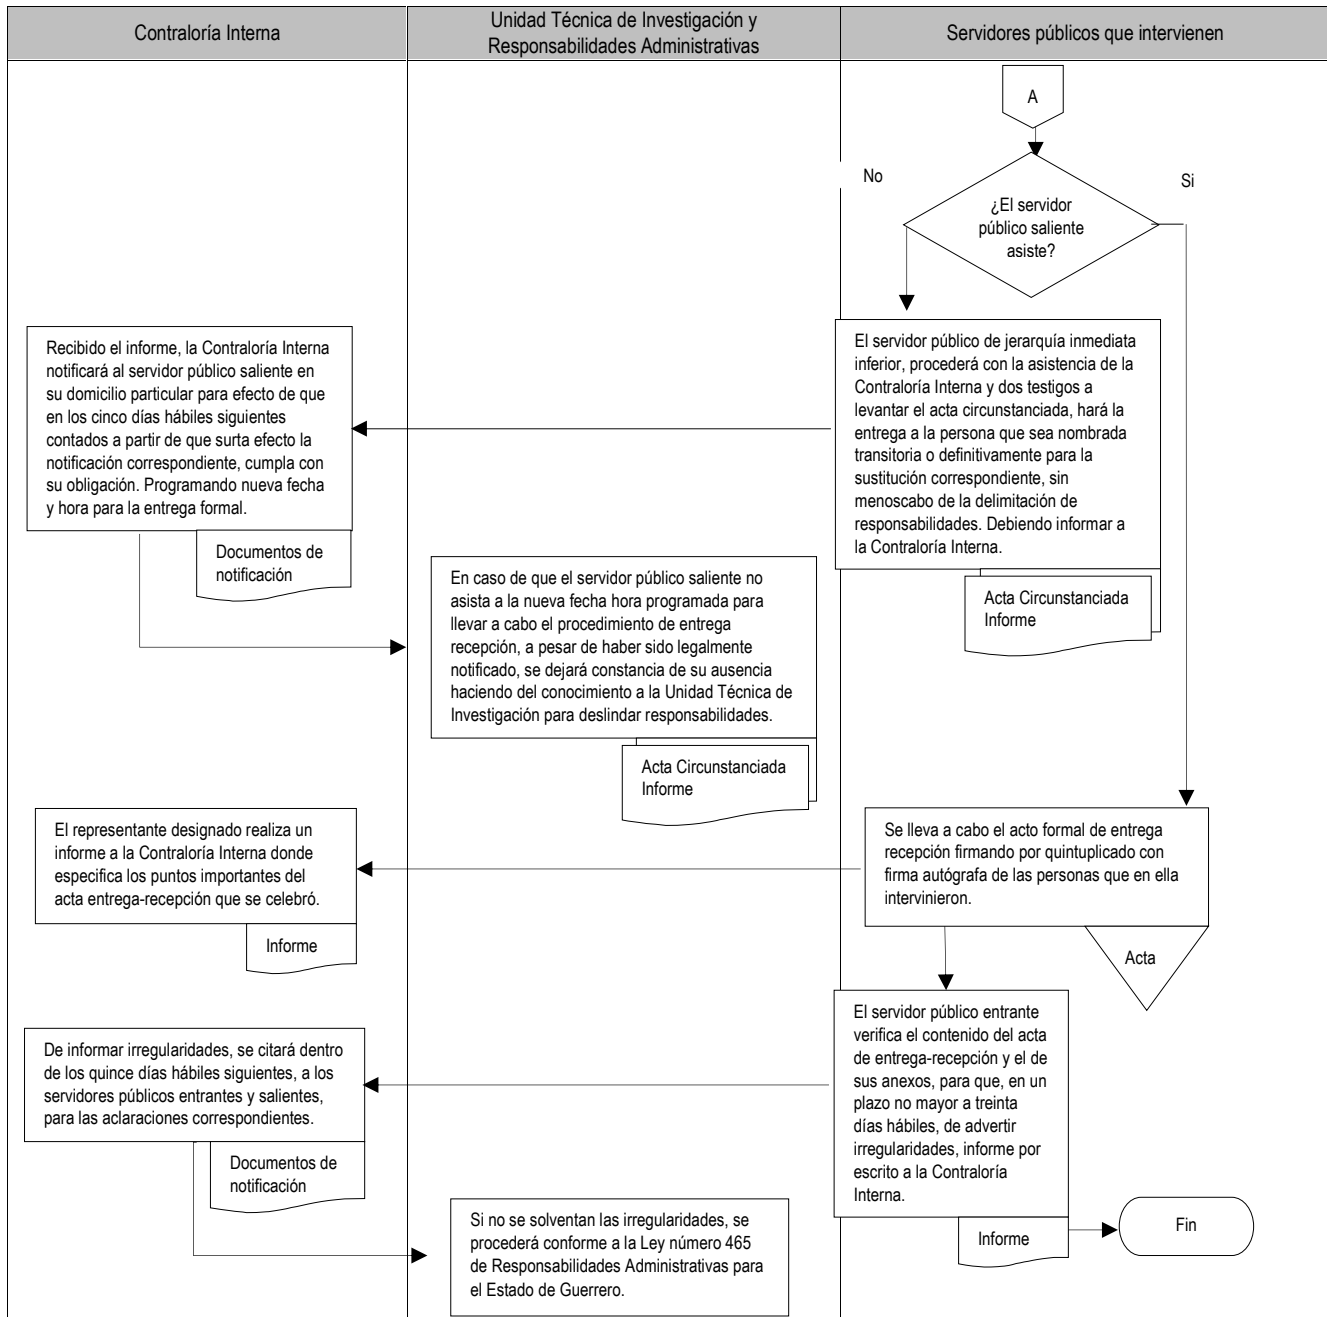 Contraloría Interna
Unidad Técnica de Investigación y
Responsabilidades Administrativas
Servidores públicos que intervienen
A
No
Si
¿El servidor
público saliente
asiste?
Recibido el informe, la Contraloría Interna
notificará al servidor público saliente en
su domicilio particular para efecto de que
en los cinco días hábiles siguientes
contados a partir de que surta efecto la
notificación correspondiente, cumpla con
su obligación. Programando nueva fecha
y hora para la entrega formal.
Documentos de
notificación
El servidor público de jerarquía inmediata
inferior, procederá con la asistencia de la
Contraloría Interna y dos testigos a
levantar el acta circunstanciada, hará la
entrega a la persona que sea nombrada
transitoria o definitivamente para la
sustitución correspondiente, sin
menoscabo de la delimitación de
responsabilidades. Debiendo informar a
la Contraloría Interna.
Acta Circunstanciada
Informe
En caso de que el servidor público saliente no
asista a la nueva fecha hora programada para
llevar a cabo el procedimiento de entrega
recepción, a pesar de haber sido legalmente
notificado, se dejará constancia de su ausencia
haciendo del conocimiento a la Unidad Técnica de
Investigación para deslindar responsabilidades.
Acta Circunstanciada
Informe
El representante designado realiza un
informe a la Contraloría Interna donde
especifica los puntos importantes del
acta entrega-recepción que se celebró.
Informe
Se lleva a cabo el acto formal de entrega
recepción firmando por quintuplicado con
firma autógrafa de las personas que en ella
intervinieron.
Acta
El servidor público entrante
verifica el contenido del acta
de entrega-recepción y el de
sus anexos, para que, en un
plazo no mayor a treinta
días hábiles, de advertir
irregularidades, informe por
escrito a la Contraloría
Interna.
Informe
Fin
De informar irregularidades, se citará dentro
de los quince días hábiles siguientes, a los
servidores públicos entrantes y salientes,
para las aclaraciones correspondientes.
Documentos de
notificación
Si no se solventan las irregularidades, se
procederá conforme a la Ley número 465
de Responsabilidades Administrativas para
el Estado de Guerrero.